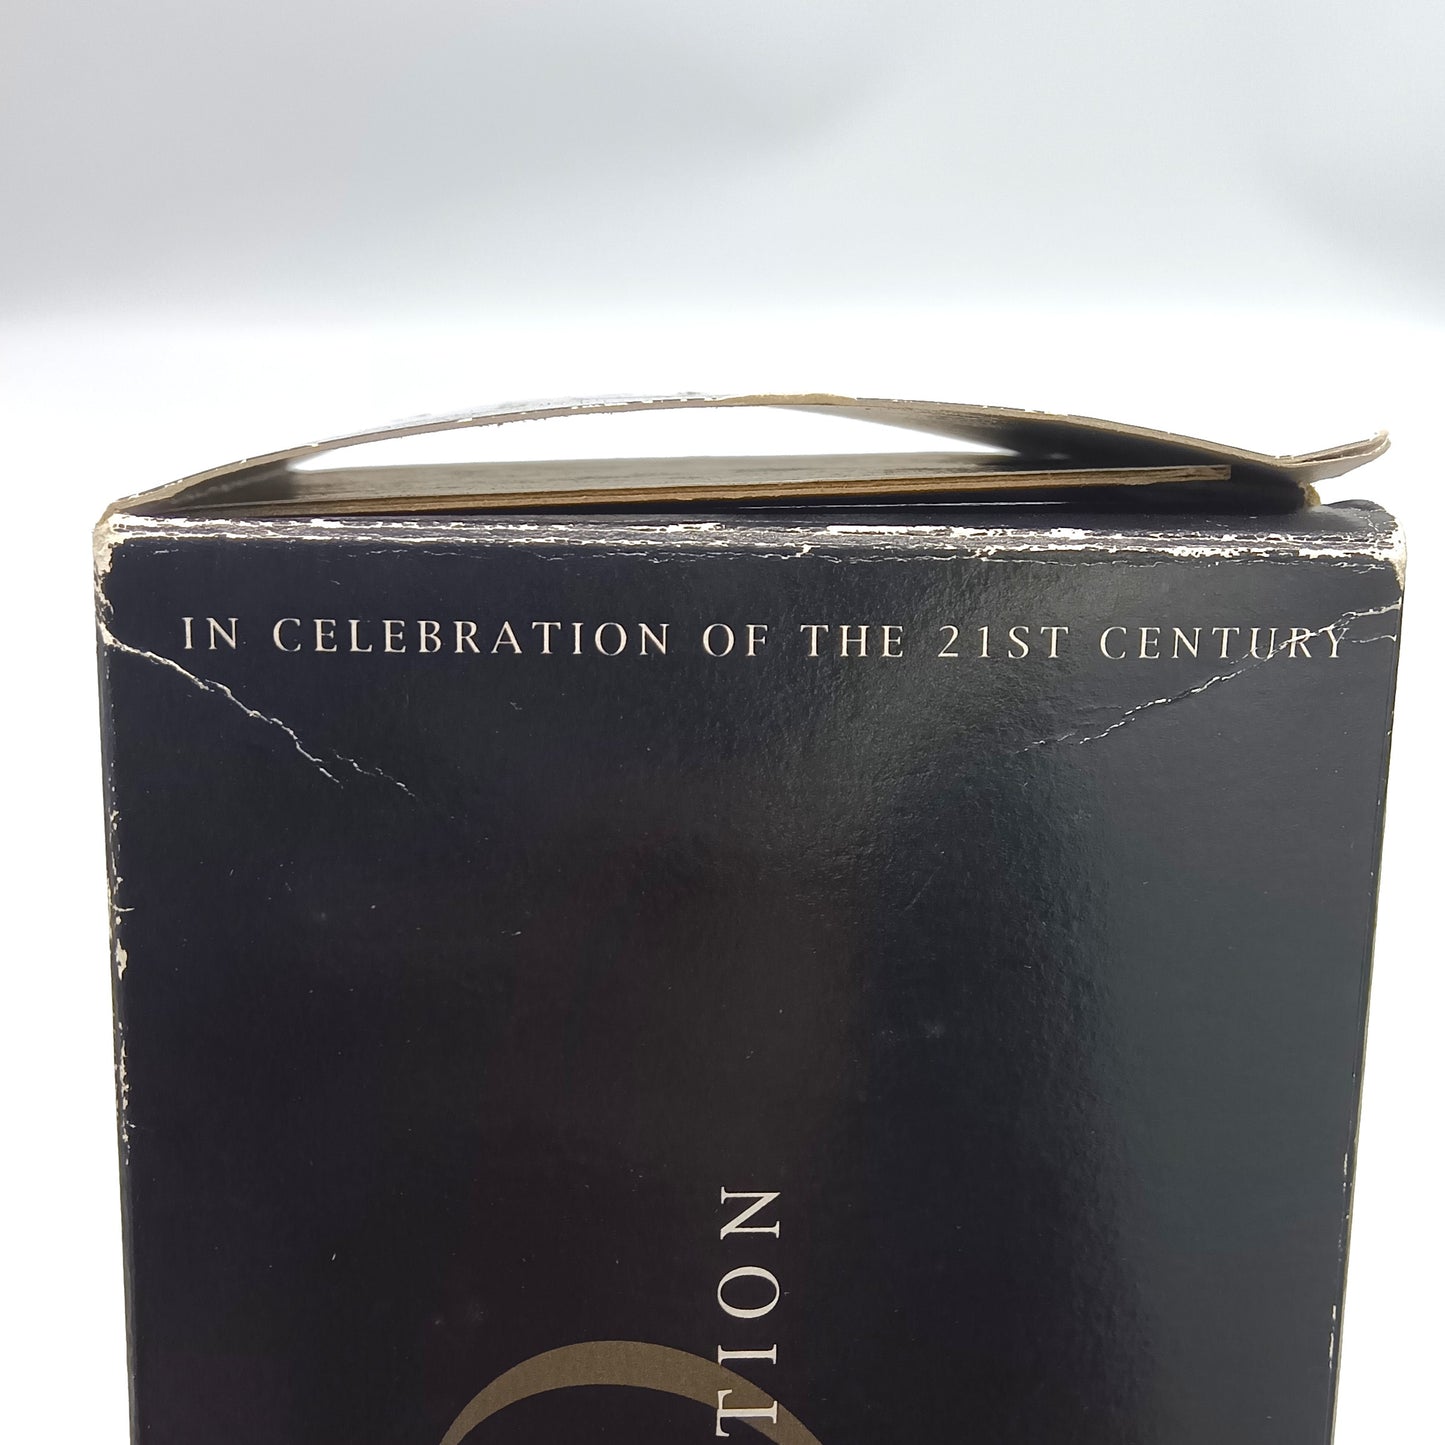 IN CELEBRATION OF THE 21ST CENTURY
TION